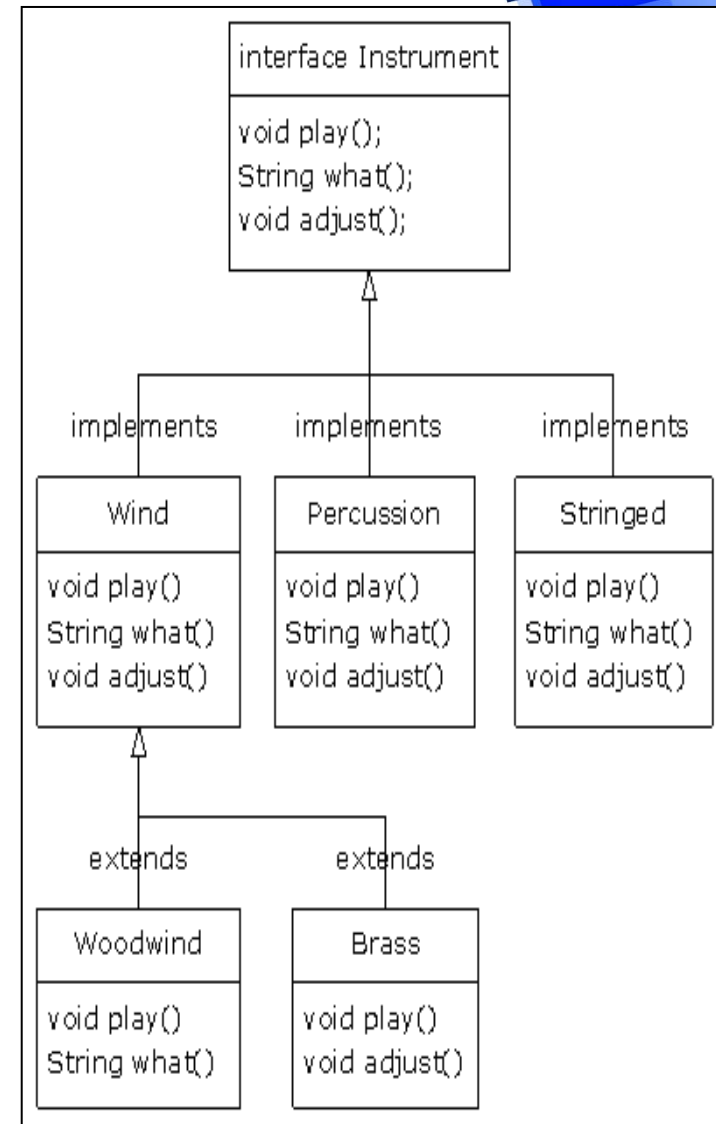 interface Instrument
void play();
String what();
void adjust();
implements implements implements
Wind Percussion Stringed
void play() void play() void play()
String what() String what() String what()
void adjust() void adjust() void adjust()
extends extends
Woodwind Brass
void play() void play()
String what() void adjust()